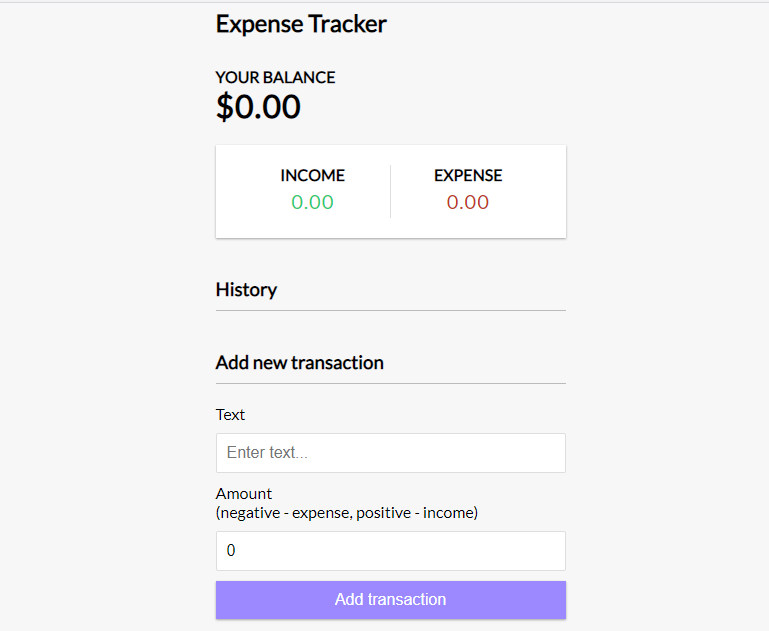 Expense Tracker
YOUR BALANCE
$0.00
INCOME
EXPENSE
0.00
0.00
History
Add new transaction
Text
Enter text...
Amount
(negative - expense, positive - income)
0
Add transaction